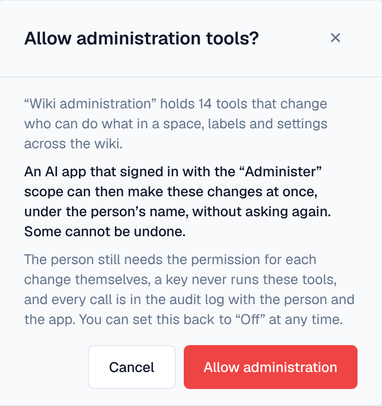 Allow administration tools?
“Wiki administration” holds 14 tools that change
who can do what in a space, labels and settings
across the wiki.
An AI app that signed in with the “Administer”
scope can then make these changes at once,
under the person’s name, without asking again.
Some cannot be undone.
The person still needs the permission for each
change themselves, a key never runs these tools,
and every call is in the audit log with the person and
the app. You can set this back to “Off” at any time.
Cancel
Allow administration